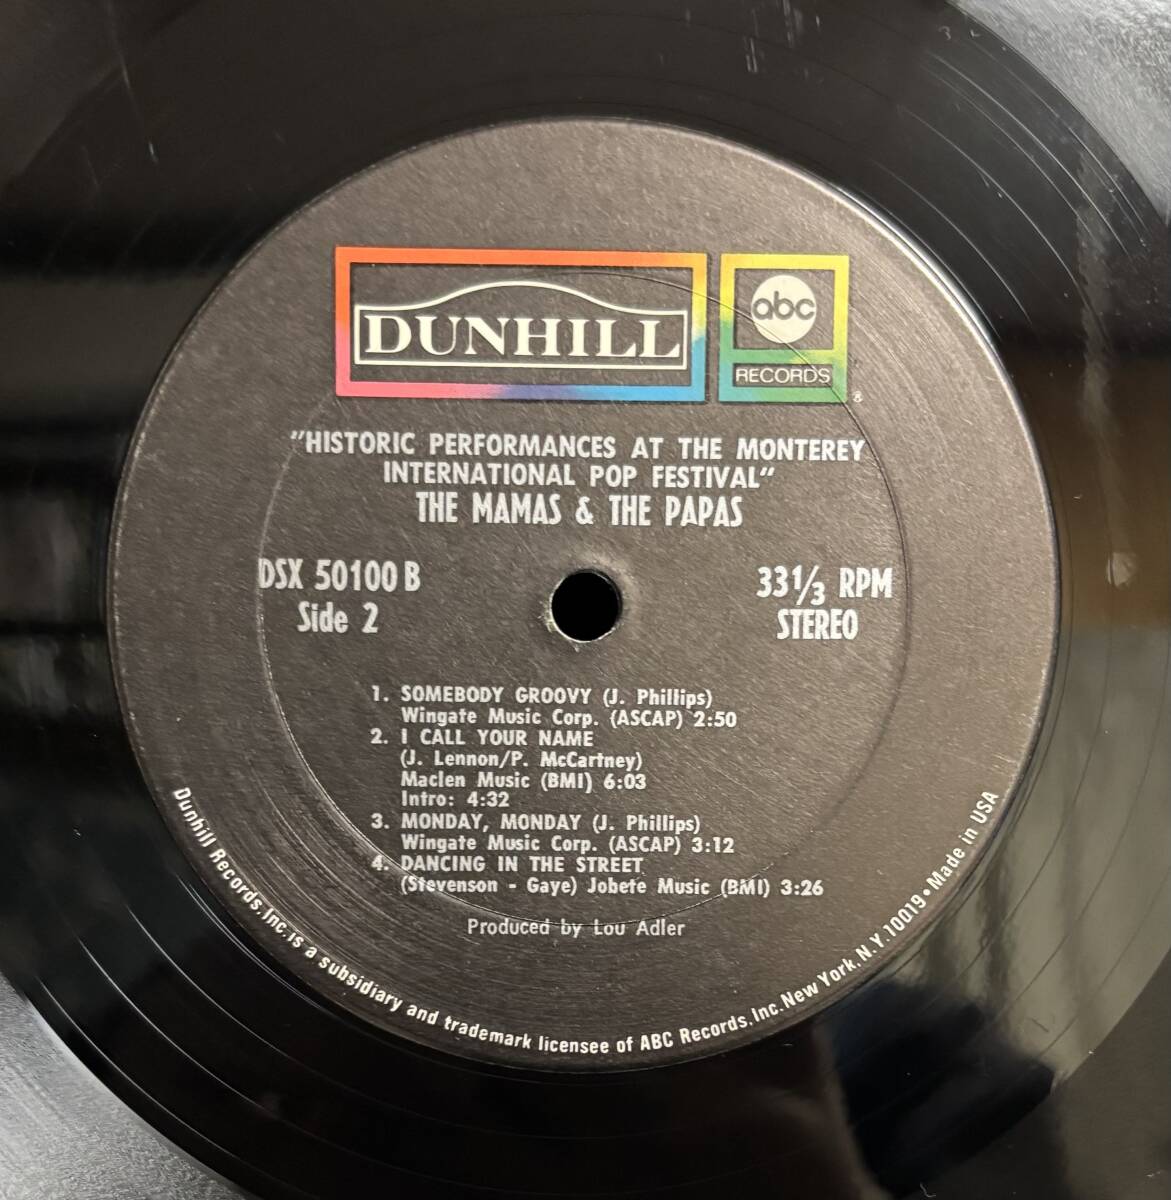 DUNHILL
abc
RECORDS
®
"HISTORIC PERFORMANCES AT THE MONTEREY
INTERNATIONAL POP FESTIVAL"
THE MAMAS & THE PAPAS
DSX 50100 B
Side 2
33 1/3 RPM
STEREO
1. SOMEBODY GROOVY (J. Phillips)
Wingate Music Corp. (ASCAP) 2:50
2. I CALL YOUR NAME
(J. Lennon/P. McCartney)
Maclen Music (BMI) 6:03
Intro: 4:32
3. MONDAY, MONDAY (J. Phillips)
Wingate Music Corp. (ASCAP) 3:12
4. DANCING IN THE STREET
(Stevenson - Gaye) Jobete Music (BMI) 3:26
Produced by Lou Adler
Dunhill Records, Inc. is a subsidiary and trademark licensee of ABC Records, Inc. New York, N.Y. 10019 • Made in USA